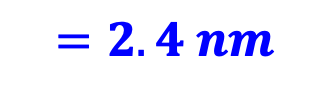 = 2.4 nm